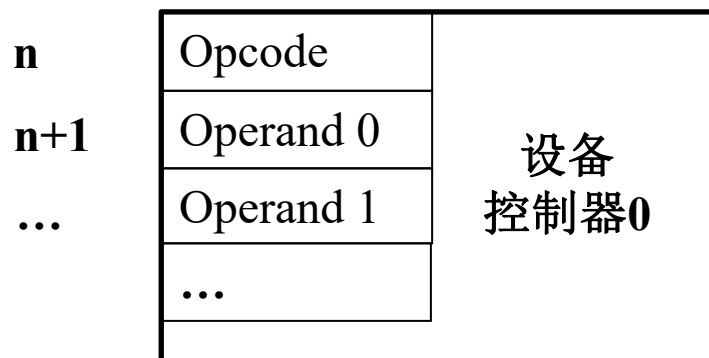 n
Opcode
n+1
Operand 0
…
Operand 1
…
设备
控制器0